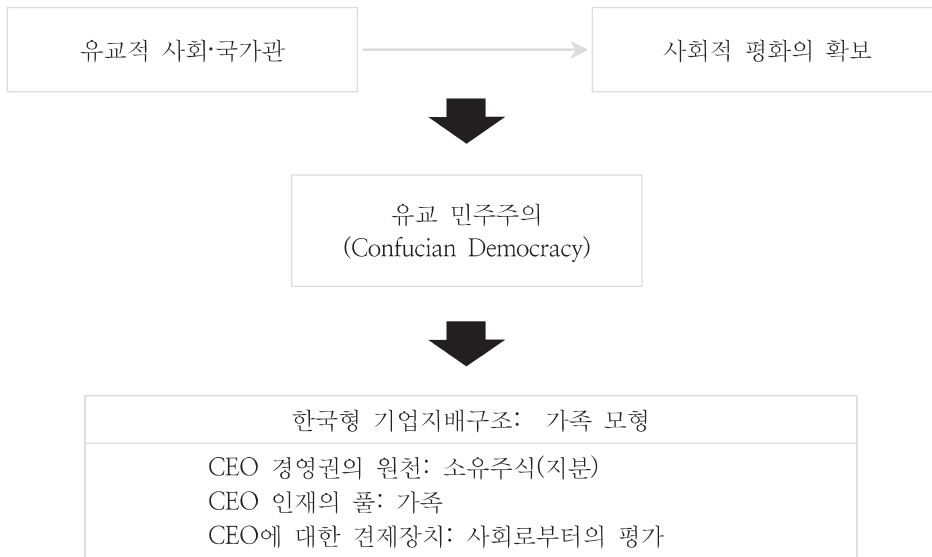 유교적 사회·국가관
사회적 평화의 확보
유교 민주주의
(Confucian Democracy)
한국형 기업지배구조: 가족 모형
CEO 경영권의 원천: 소유주식(지분)
CEO 인재의 풀: 가족
CEO에 대한 견제장치: 사회로부터의 평가